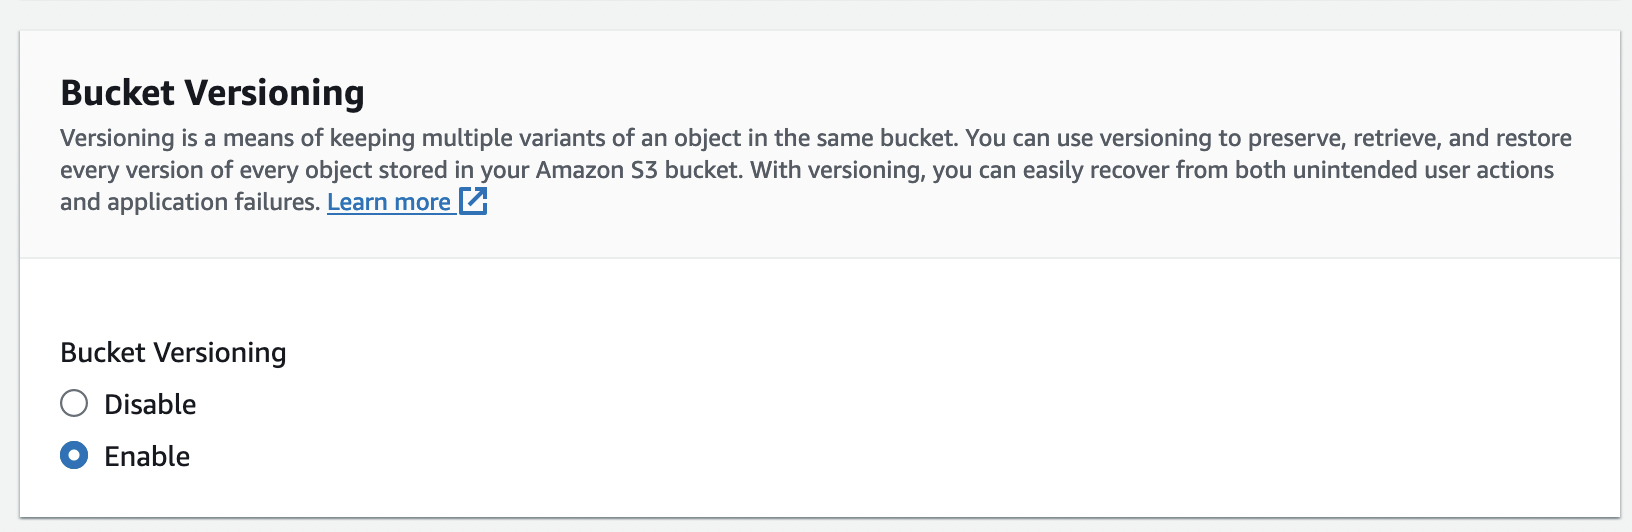 Bucket Versioning
Versioning is a means of keeping multiple variants of an object in the same bucket. You can use versioning to preserve, retrieve, and restore
every version of every object stored in your Amazon S3 bucket. With versioning, you can easily recover from both unintended user actions
and application failures. Learn more
Bucket Versioning
Disable
Enable